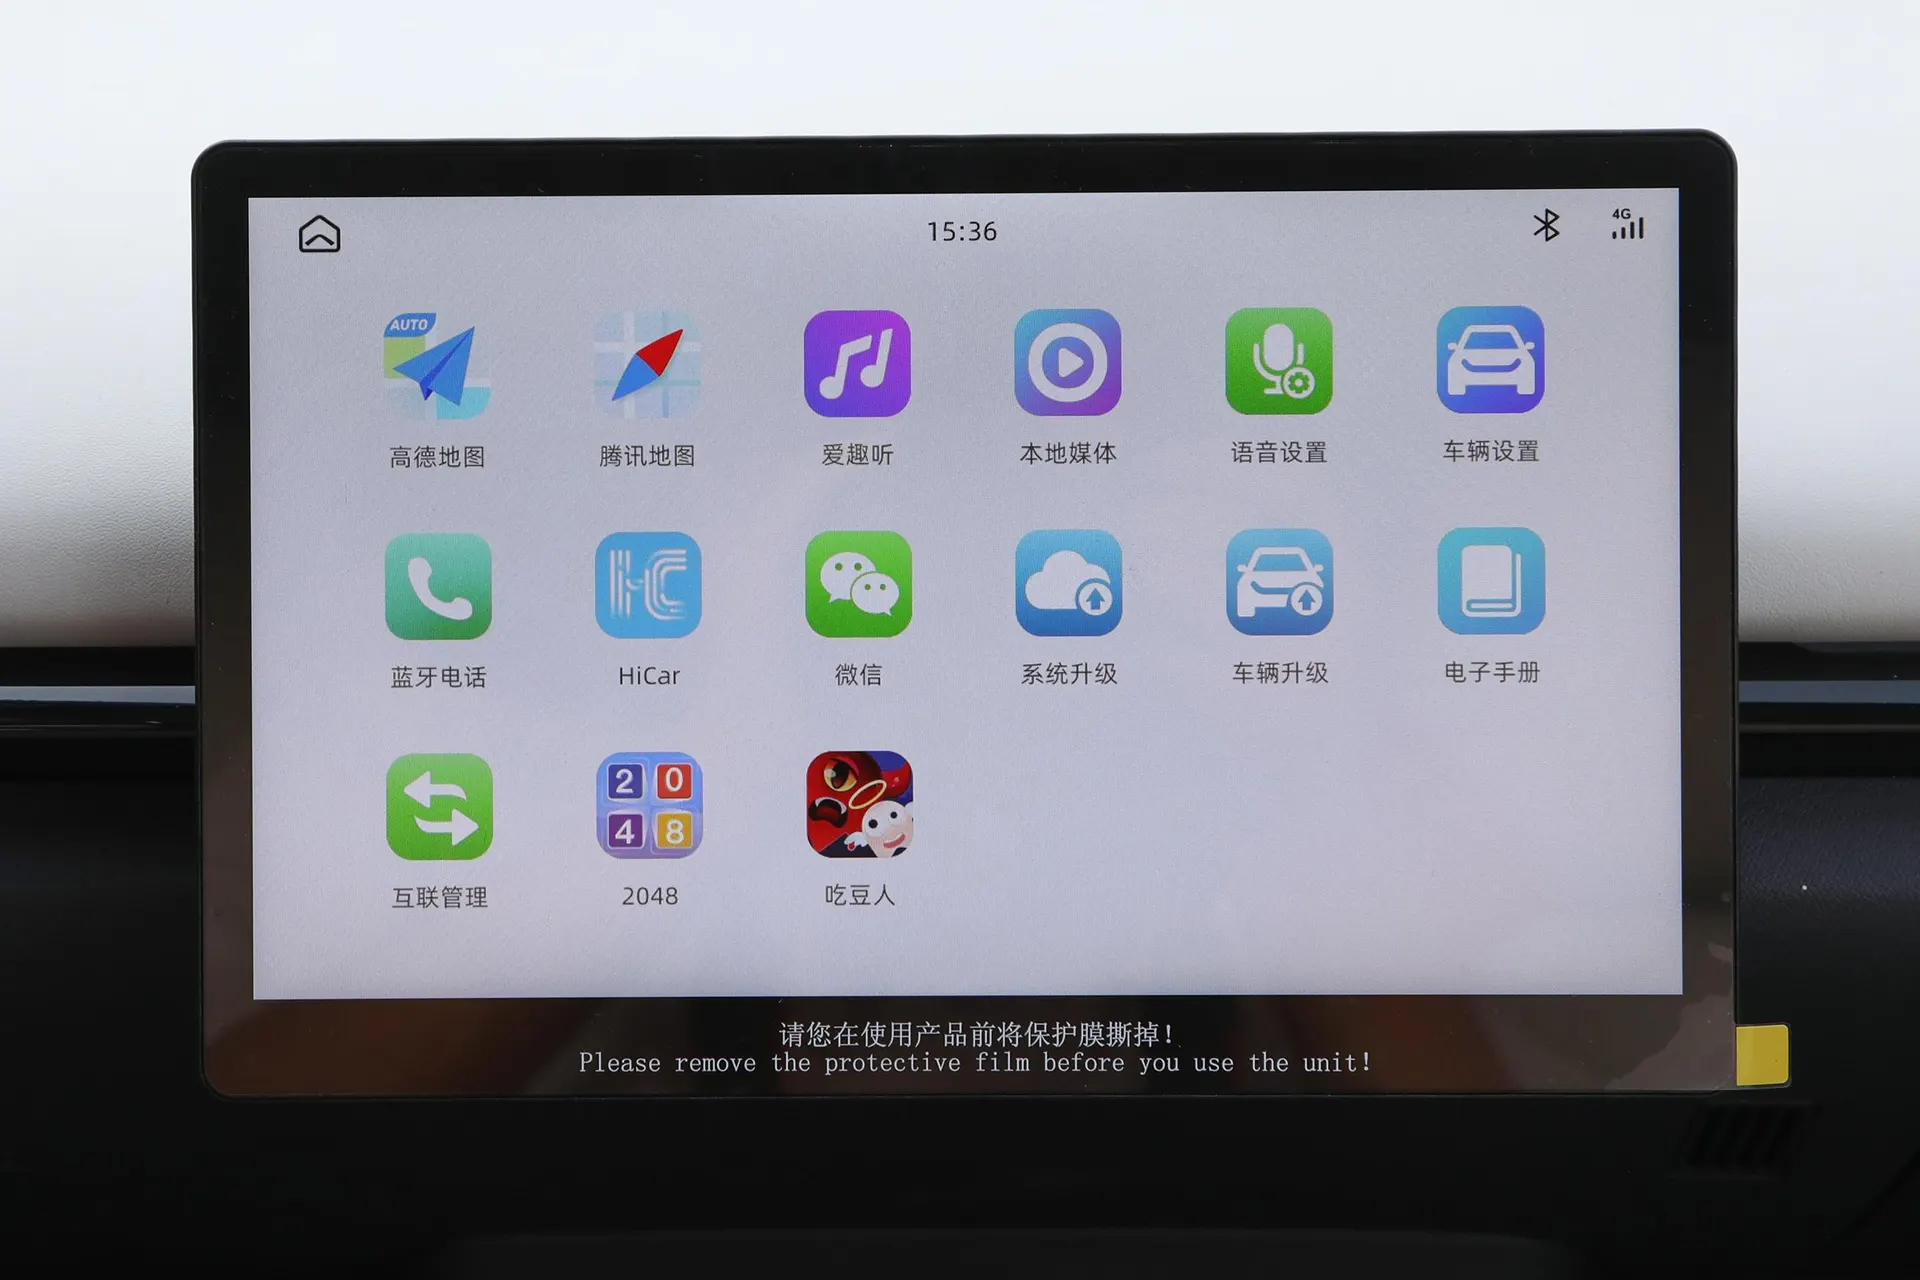 15:36
4G
AUTO
高德地图
腾讯地图
爱趣听
本地媒体
语音设置
车辆设置
HC
蓝牙电话
HiCar
微信
系统升级
车辆升级
电子手册
2 0
4 8
互联管理
2048
吃豆人
请您在使用产品前将保护膜撕掉！
Please remove the protective film before you use the unit!